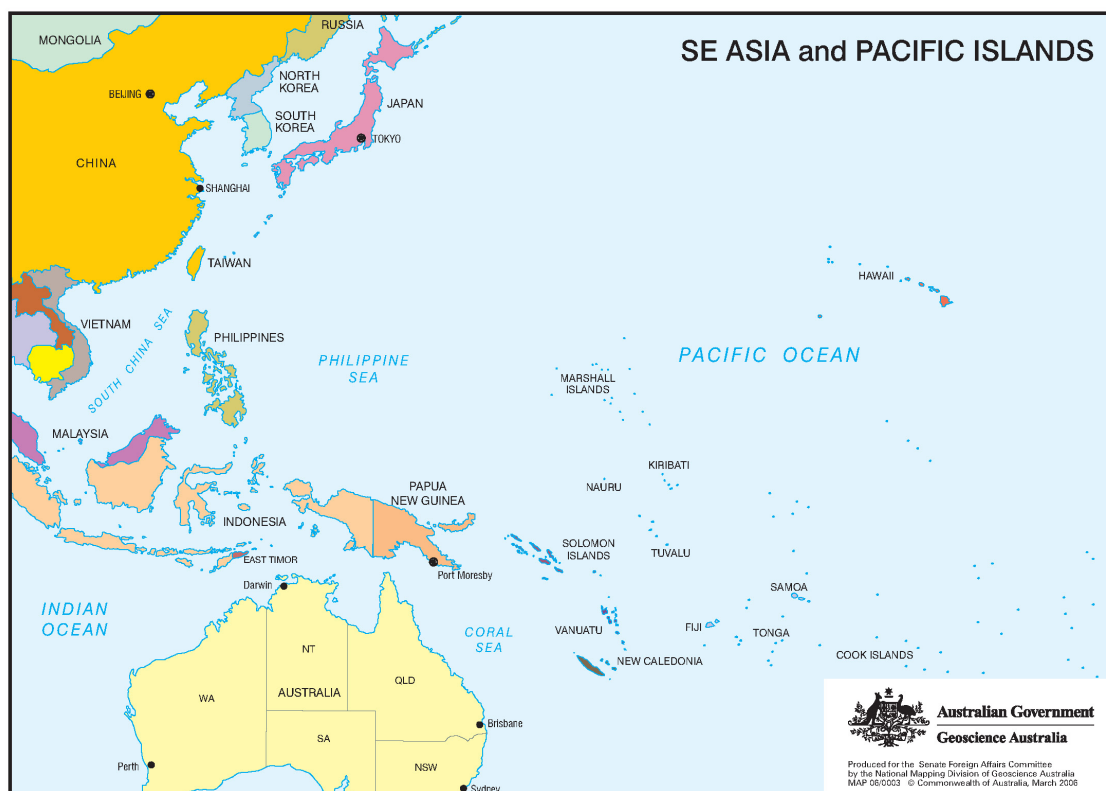 SE ASIA and PACIFIC ISLANDS
RUSSIA
MONGOLIA
NORTH
KOREA
BEIJING
JAPAN
SOUTH
KOREA
TOKYO
CHINA
SHANGHAI
TAIWAN
HAWAII
VIETNAM
SOUTH CHINA SEA
PHILIPPINES
PHILIPPINE
SEA
PACIFIC OCEAN
MARSHALL
ISLANDS
MALAYSIA
KIRIBATI
PAPUA
NEW GUINEA
NAURU
INDONESIA
SOLOMON
ISLANDS
TUVALU
EAST TIMOR
Port Moresby
Darwin
SAMOA
INDIAN
OCEAN
CORAL
SEA
VANUATU
FIJI
TONGA
NT
COOK ISLANDS
NEW CALEDONIA
QLD
AUSTRALIA
WA
Brisbane
SA
Perth
NSW
Sydney
Australian Government
Geoscience Australia
Produced for the Senate Foreign Affairs Committee
by the National Mapping Division of Geoscience Australia
MAP 06/0003 © Commonwealth of Australia, March 2006